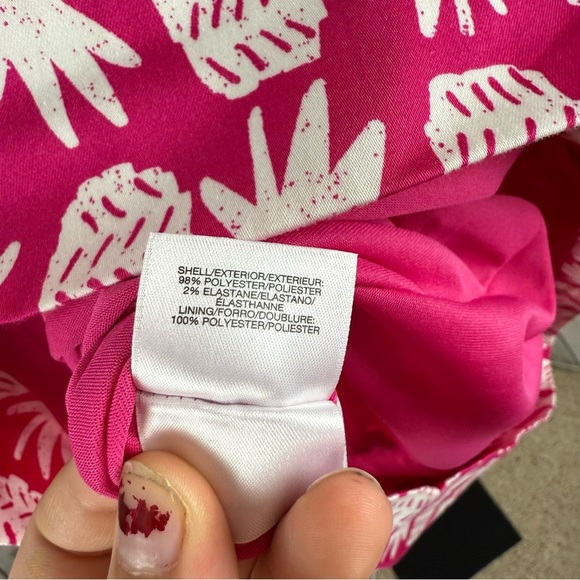 SHELL/EXTERIOR/EXTERIEUR:
98% POLYESTER/POLIESTER
2% ELASTANE/ELASTANO/
ÉLASTHANNE
LINING/FORRO/DOUBLURE:
100% POLYESTER/POLIESTER